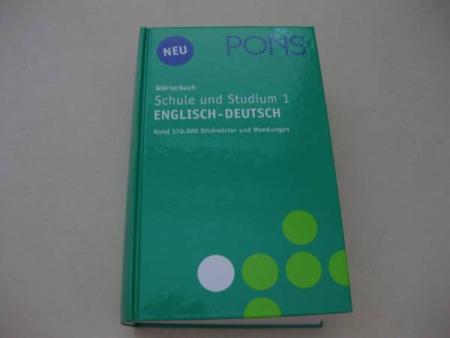 NEU
PONS
Wörterbuch
Schule und Studium 1
ENGLISCH-DEUTSCH
Rund 170.000 Stichwörter und Wendungen